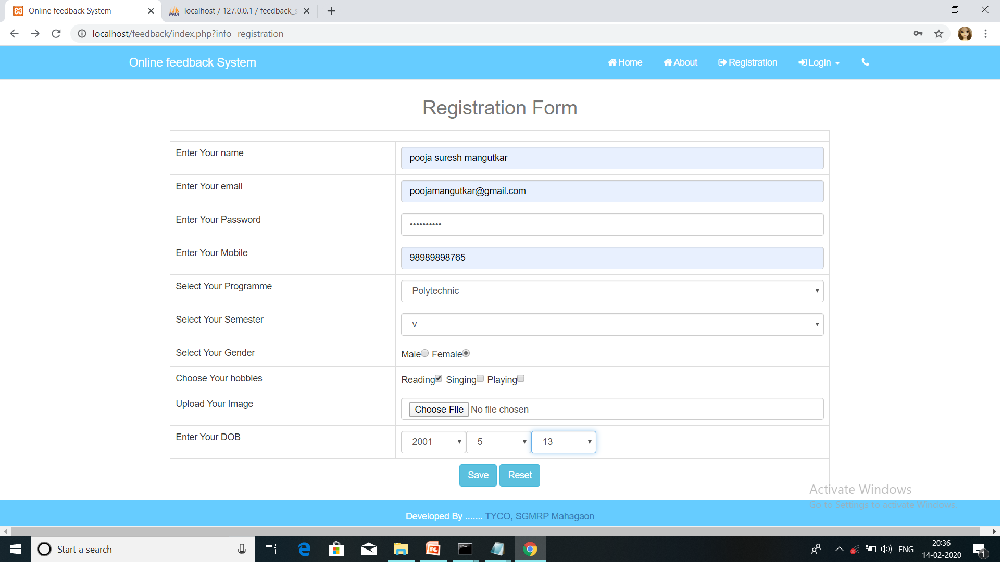 Online feedback System
localhost / 127.0.0.1 / feedback_s
localhost/feedback/index.php?info=registration
Online feedback System
Home
About
Registration
Login
Registration Form
Enter Your name
pooja suresh mangutkar
Enter Your email
poojamangutkar@gmail.com
Enter Your Password
••••••••••
Enter Your Mobile
98989898765
Select Your Programme
Polytechnic
Select Your Semester
v
Select Your Gender
Male Female
Choose Your hobbies
Reading Singing Playing
Upload Your Image
Choose File No file chosen
Enter Your DOB
2001 5 13
Save Reset
Activate Windows
Go to Settings to activate Windows.
Developed By ....... TYCO, SGMRP Mahagaon
Start a search
ENG
20:36
14-02-2020
1